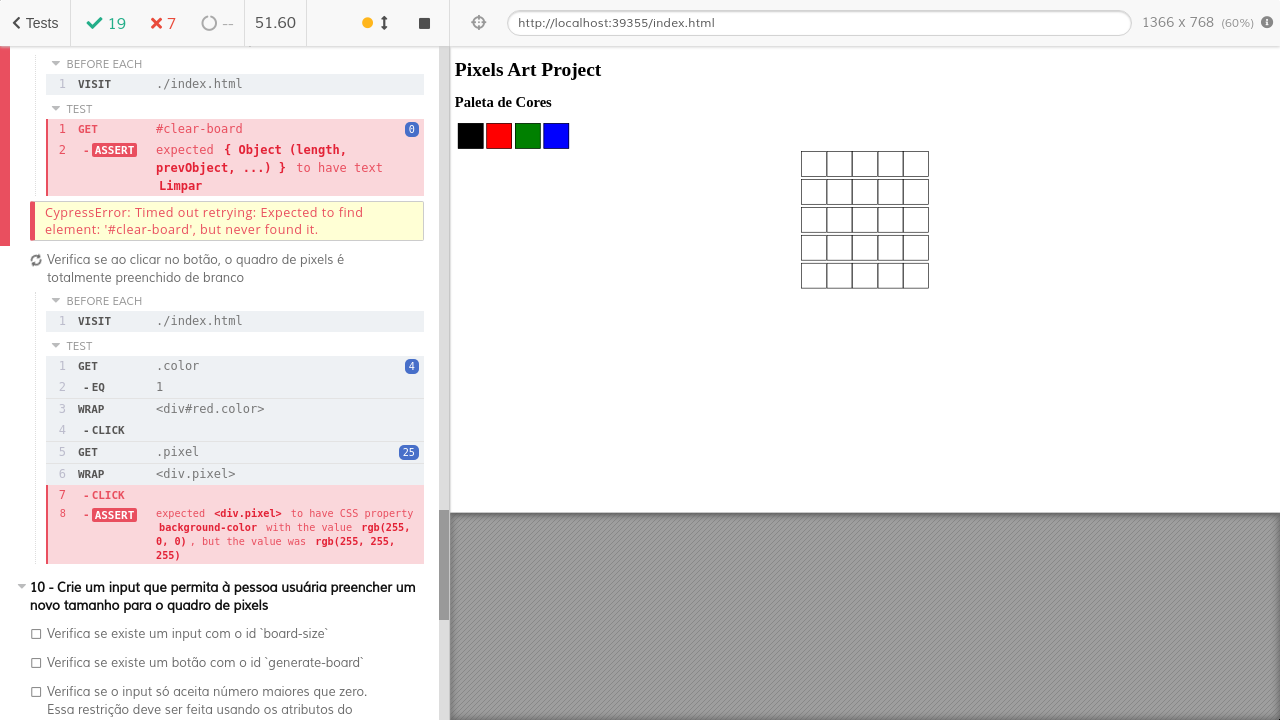 Tests 19 7 -- 51.60 http://localhost:39355/index.html 1366 x 768 (60%)
BEFORE EACH
1 VISIT ./index.html
TEST
1 GET #clear-board 0
2 - ASSERT expected { Object (length,
prevObject, ...) } to have text
Limpar
CypressError: Timed out retrying: Expected to find
element: '#clear-board', but never found it.
Verifica se ao clicar no botão, o quadro de pixels é
totalmente preenchido de branco
BEFORE EACH
1 VISIT ./index.html
TEST
1 GET .color 4
2 - EQ 1
3 WRAP <div#red.color>
4 - CLICK
5 GET .pixel 25
6 WRAP <div.pixel>
7 - CLICK
8 - ASSERT expected <div.pixel> to have CSS property
background-color with the value rgb(255,
0, 0) , but the value was rgb(255, 255,
255)
10 - Crie um input que permita à pessoa usuária preencher um
novo tamanho para o quadro de pixels
Verifica se existe um input com o id `board-size`
Verifica se existe um botão com o id `generate-board`
Verifica se o input só aceita número maiores que zero.
Essa restrição deve ser feita usando os atributos do
Pixels Art Project
Paleta de Cores